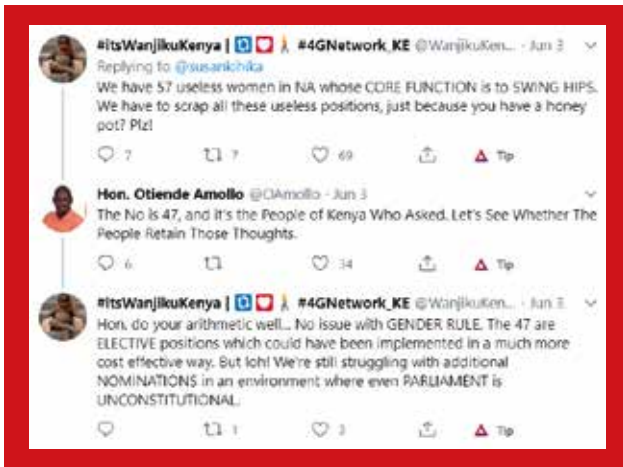 #itsWanjikuKenya | #4GNetwork_KE @WanjikuKen... · Jun 3
Replying to @susankihika
We have 57 useless women in NA whose CORE FUNCTION is to SWING HIPS.
We have to scrap all these useless positions, just because you have a honey
pot? Plz!
7 7 69 Tip
Hon. Otiende Amollo @OAmollo · Jun 3
The No is 47, and it's the People of Kenya Who Asked. Let's See Whether The
People Retain Those Thoughts.
6 34 Tip
#itsWanjikuKenya | #4GNetwork_KE @WanjikuKen... · Jun 3
Hon. do your arithmetic well... No issue with GENDER RULE. The 47 are
ELECTIVE positions which could have been implemented in a much more
cost effective way. But loh! We're still struggling with additional
NOMINATIONS in an environment where even PARLIAMENT is
UNCONSTITUTIONAL.
1 3 Tip